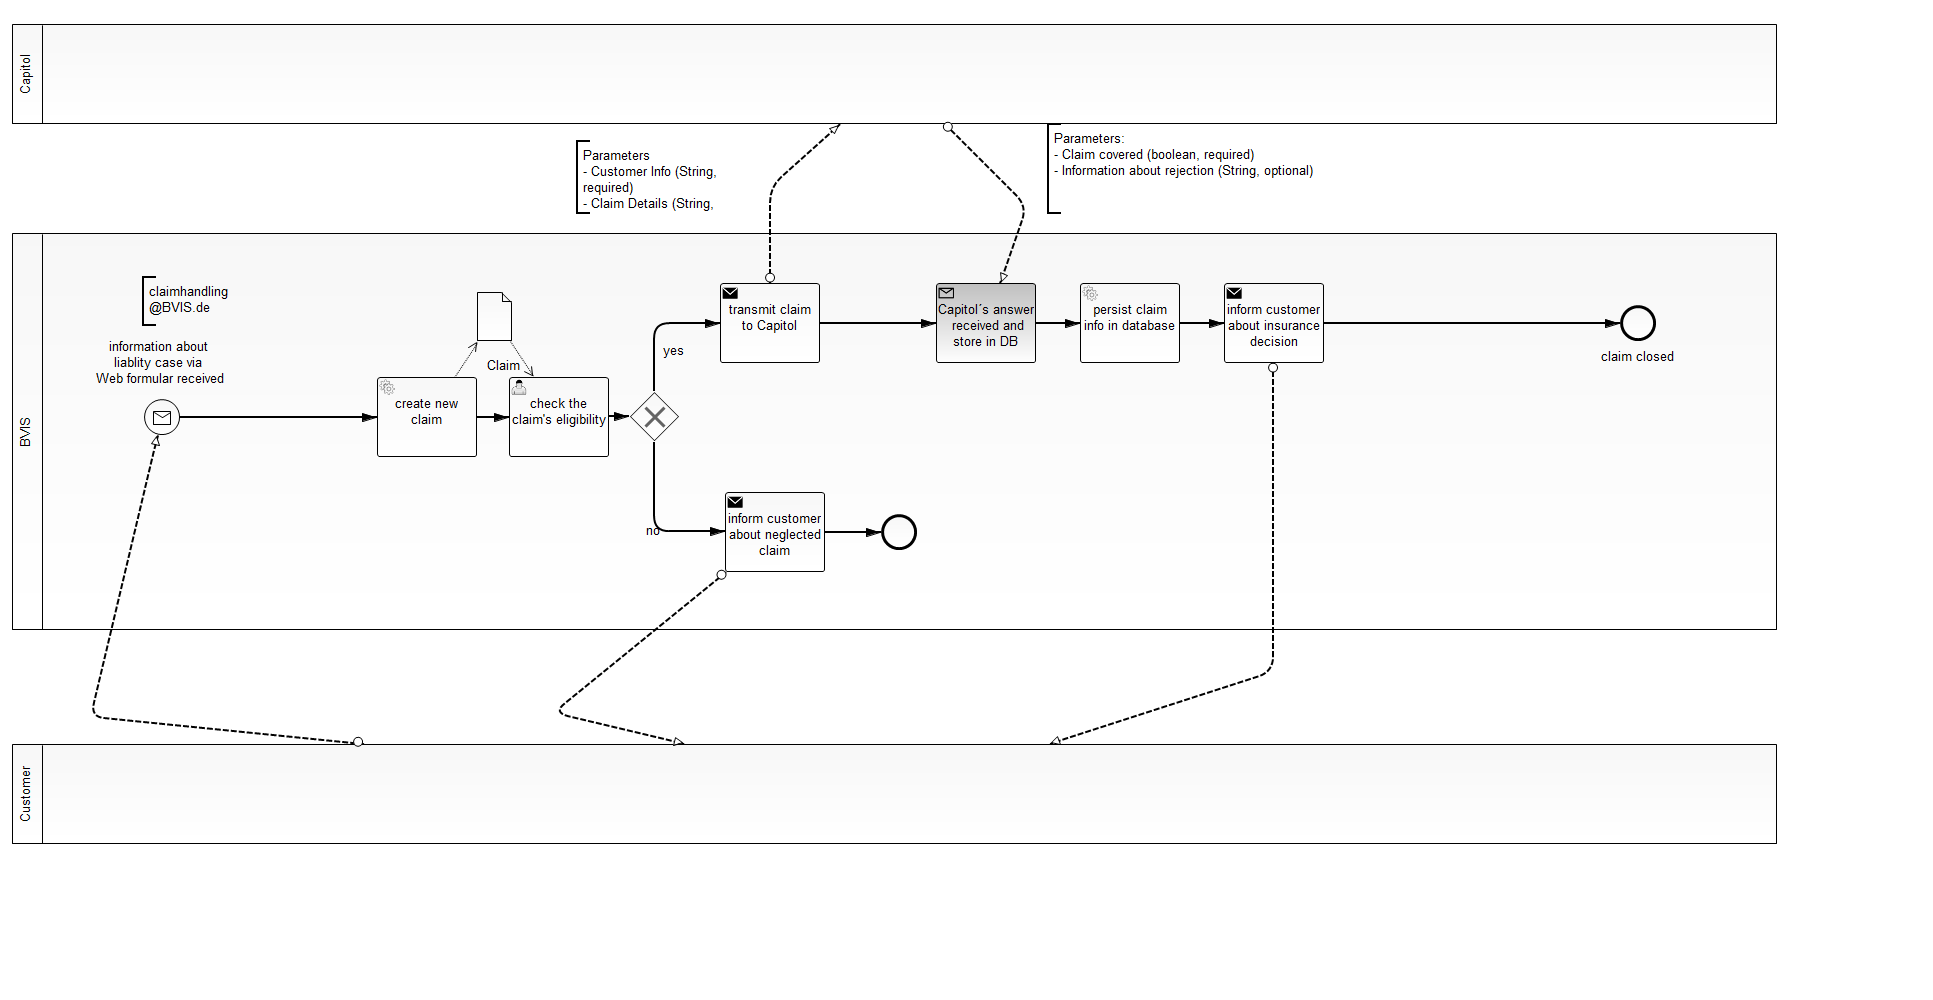 Capitol
Parameters
- Customer Info (String,
required)
- Claim Details (String,
Parameters:
- Claim covered (boolean, required)
- Information about rejection (String, optional)
BVIS
claimhandling
@BVIS.de
information about
liablity case via
Web formular received
create new
claim
Claim
check the
claim's eligibility
yes
no
transmit claim
to Capitol
Capitol´s answer
received and
store in DB
persist claim
info in database
inform customer
about insurance
decision
claim closed
inform customer
about neglected
claim
Customer